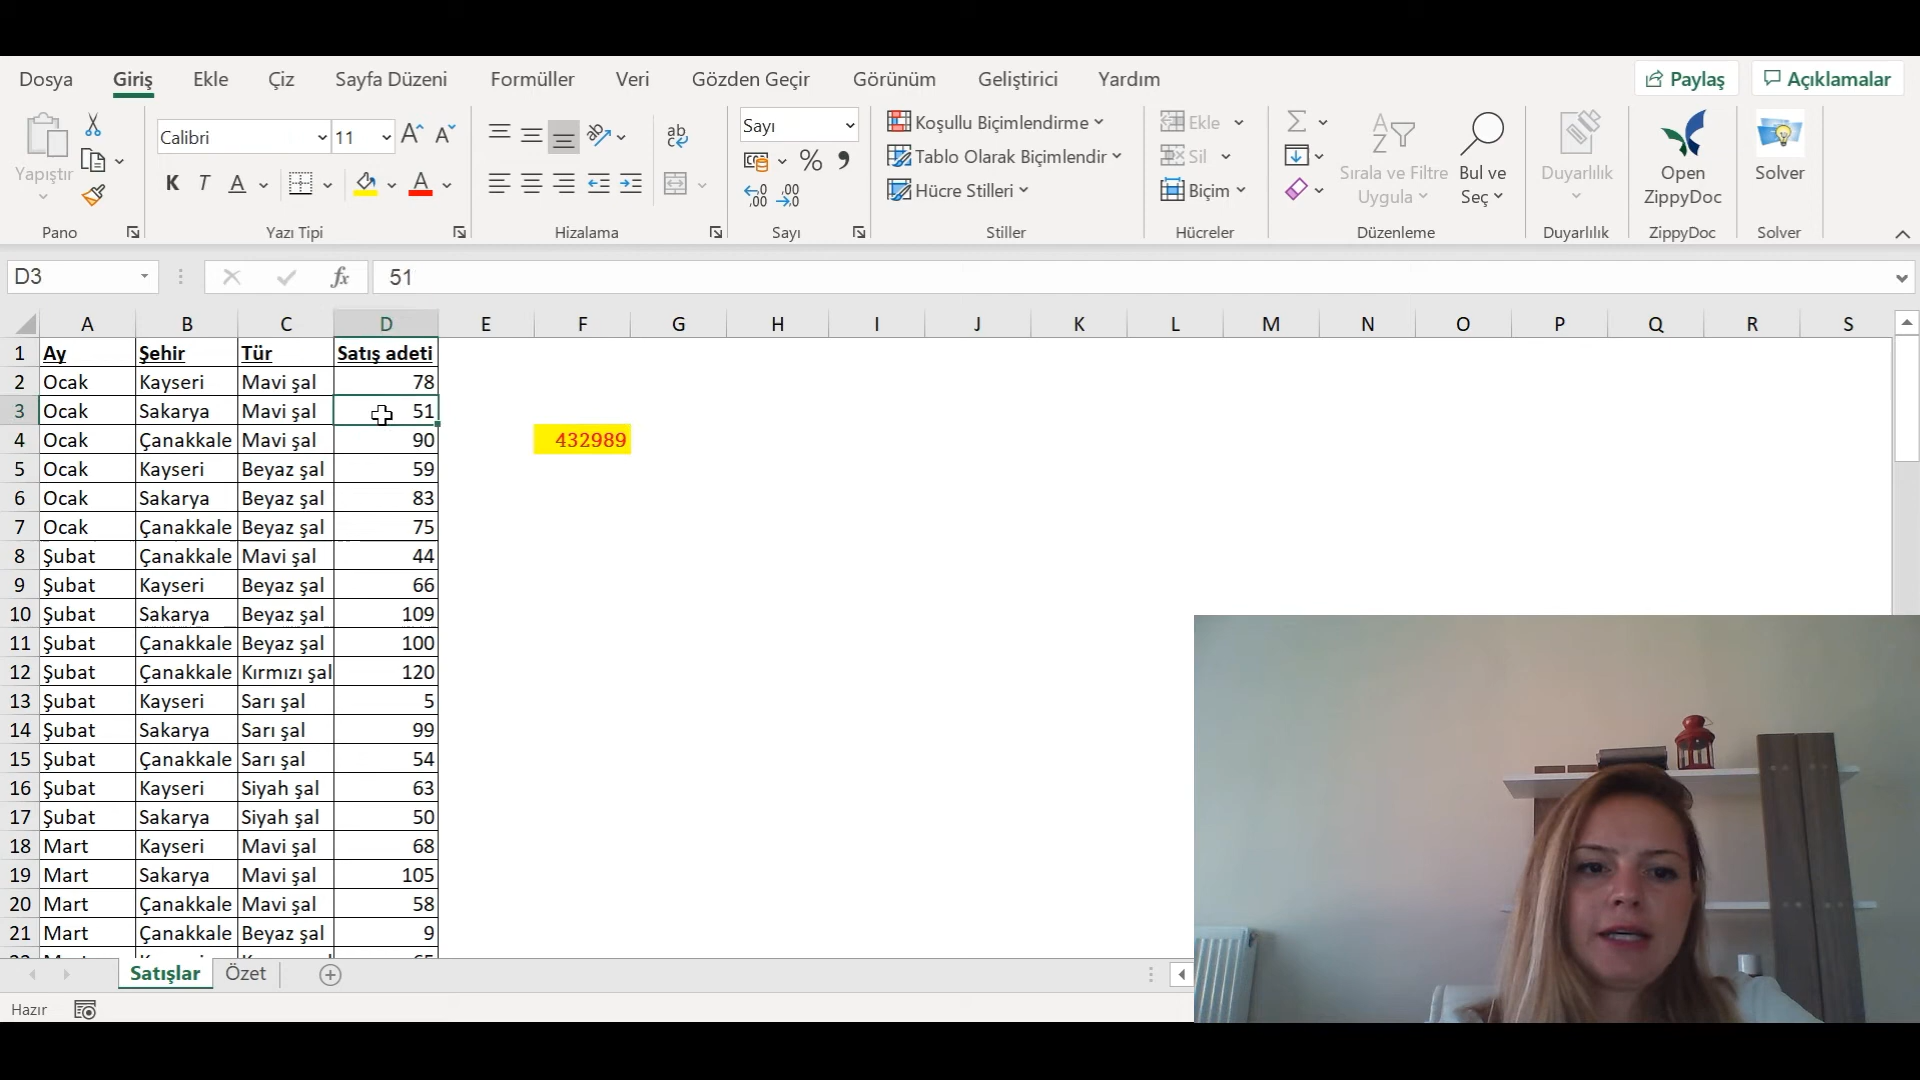 Dosya Giriş Ekle Çiz Sayfa Düzeni Formüller Veri Gözden Geçir Görünüm Geliştirici Yardım Paylaş Açıklamalar
Yapıştır
Pano
Calibri 11
K T A A
Yazı Tipi
ab
Hizalama
Sayı
% ,
,00 ,00
Sayı
Koşullu Biçimlendirme
Tablo Olarak Biçimlendir
Hücre Stilleri
Stiller
Ekle
Sil
Biçim
Hücreler
Sırala ve Filtre Uygula
Bul ve Seç
Düzenleme
Duyarlılık
Duyarlılık
Open ZippyDoc
ZippyDoc
Solver
Solver
D3 fx 51
A B C D E F G H I J K L M N O P Q R S
1 Ay Şehir Tür Satış adeti
2 Ocak Kayseri Mavi şal 78
3 Ocak Sakarya Mavi şal 51
4 Ocak Çanakkale Mavi şal 90 432989
5 Ocak Kayseri Beyaz şal 59
6 Ocak Sakarya Beyaz şal 83
7 Ocak Çanakkale Beyaz şal 75
8 Şubat Çanakkale Mavi şal 44
9 Şubat Kayseri Beyaz şal 66
10 Şubat Sakarya Beyaz şal 109
11 Şubat Çanakkale Beyaz şal 100
12 Şubat Çanakkale Kırmızı şal 120
13 Şubat Kayseri Sarı şal 5
14 Şubat Sakarya Sarı şal 99
15 Şubat Çanakkale Sarı şal 54
16 Şubat Kayseri Siyah şal 63
17 Şubat Sakarya Siyah şal 50
18 Mart Kayseri Mavi şal 68
19 Mart Sakarya Mavi şal 105
20 Mart Çanakkale Mavi şal 58
21 Mart Çanakkale Beyaz şal 9
Satışlar Özet
Hazır